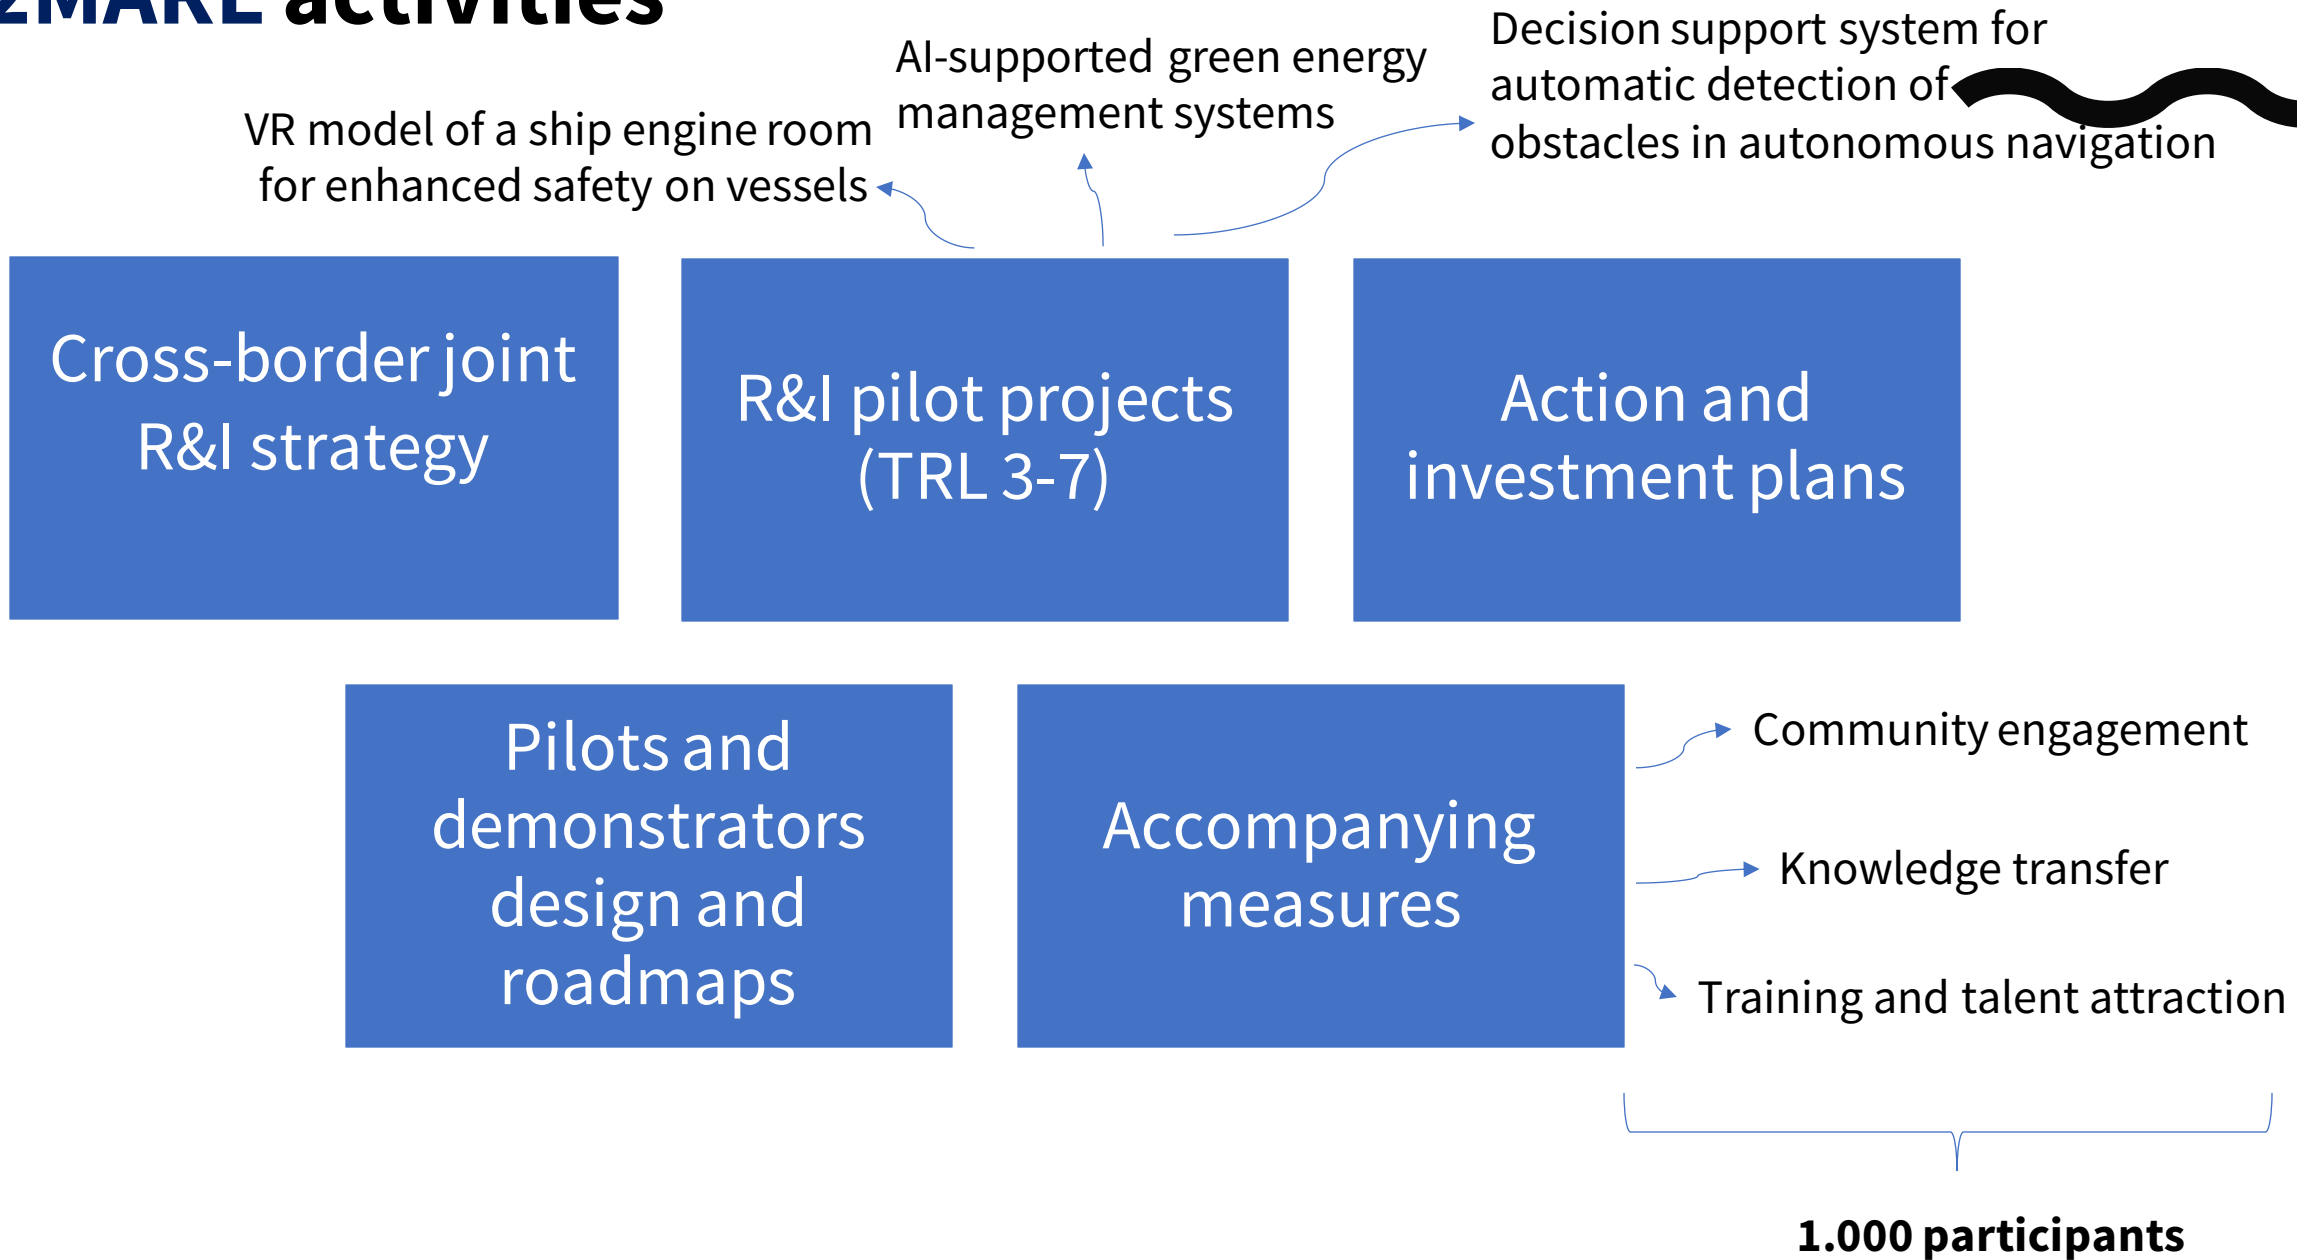 activities
AI-supported green energy
management systems
Decision support system for
automatic detection of
obstacles in autonomous navigation
VR model of a ship engine room
for enhanced safety on vessels
Cross-border joint
R&I strategy
R&I pilot projects
(TRL 3-7)
Action and
investment plans
Pilots and
demonstrators
design and
roadmaps
Accompanying
measures
Community engagement
Knowledge transfer
Training and talent attraction
1.000 participants